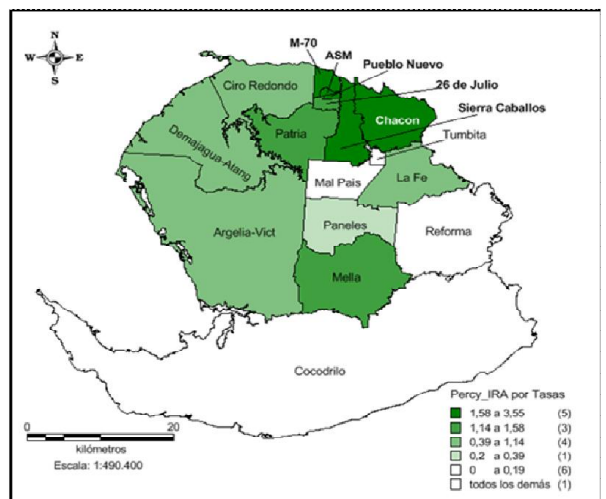 N
W E
S
M-70
ASM
Pueblo Nuevo
26 de Julio
Sierra Caballos
Ciro Redondo
Chacon
Tumbita
Patria
Demajagua-Atang
Mal Pais
La Fe
Argelia-Vict
Paneles
Reforma
Mella
Cocodrilo
0 20
kilómetros
Escala: 1:490.400
Percy_IRA por Tasas
1,58 a 3,55 (5)
1,14 a 1,58 (3)
0,39 a 1,14 (4)
0,2 a 0,39 (1)
0 a 0,19 (6)
todos los demás (1)